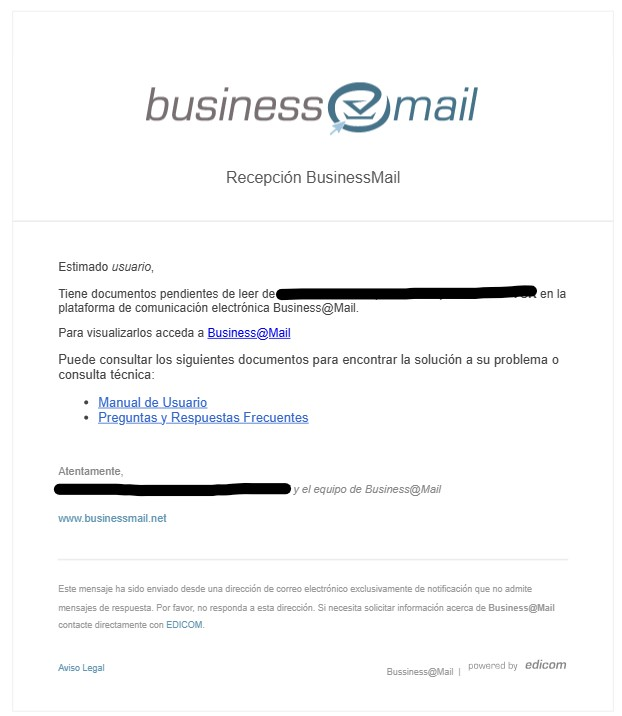 business mail
Recepción BusinessMail
Estimado usuario,
Tiene documentos pendientes de leer de en la
plataforma de comunicación electrónica Business@Mail.
Para visualizarlos acceda a Business@Mail
Puede consultar los siguientes documentos para encontrar la solución a su problema o
consulta técnica:
• Manual de Usuario
• Preguntas y Respuestas Frecuentes
Atentamente,
y el equipo de Business@Mail
www.businessmail.net
Este mensaje ha sido enviado desde una dirección de correo electrónico exclusivamente de notificación que no admite
mensajes de respuesta. Por favor, no responda a esta dirección. Si necesita solicitar información acerca de Business@Mail
contacte directamente con EDICOM.
Aviso Legal
Bussiness@Mail | powered by edicom